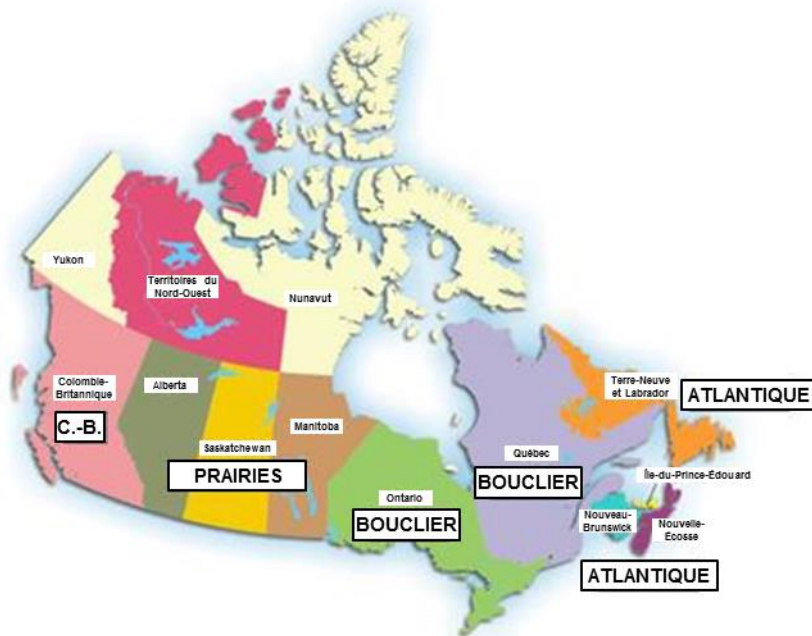 Yukon
Territoires du
Nord-Ouest
Nunavut
Colombie-
Britannique
C.-B.
Alberta
Saskatchewan
PRAIRIES
Manitoba
Ontario
BOUCLIER
Québec
BOUCLIER
Terre-Neuve
et Labrador
ATLANTIQUE
Île-du-Prince-Édouard
Nouveau-
Brunswick
Nouvelle-
Écosse
ATLANTIQUE